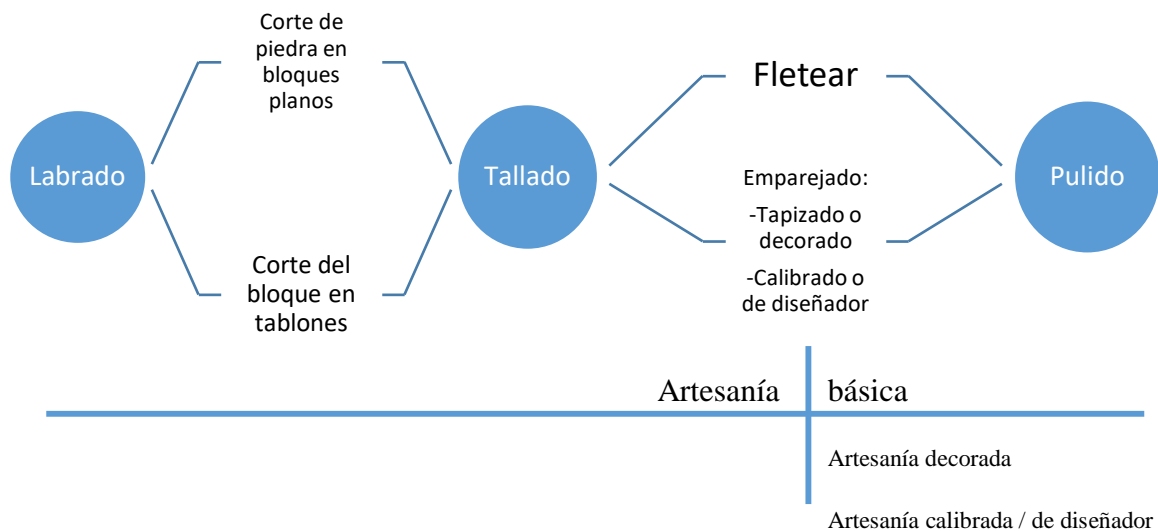 Labrado
Corte de
piedra en
bloques
planos
Corte del
bloque en
tablones
Tallado
Fletear
Emparejado:
-Tapizado o
decorado
-Calibrado o
de diseñador
Pulido
Artesanía básica
Artesanía decorada
Artesanía calibrada / de diseñador